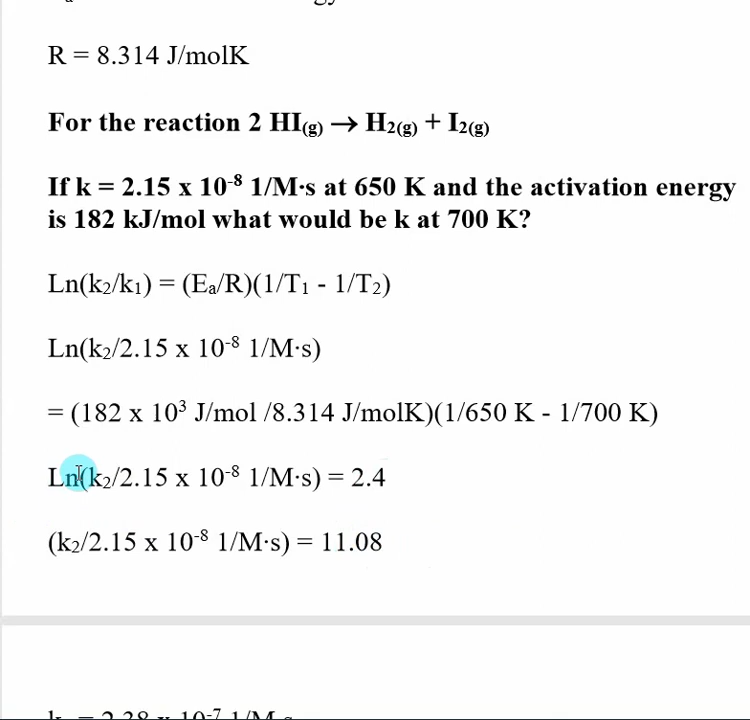 R = 8.314 J/molK
For the reaction 2 HI(g) → H2(g) + I2(g)
If k = 2.15 x 10⁻⁸ 1/M·s at 650 K and the activation energy
is 182 kJ/mol what would be k at 700 K?
Ln(k₂/k₁) = (Eₐ/R)(1/T₁ - 1/T₂)
Ln(k₂/2.15 x 10⁻⁸ 1/M·s)
= (182 x 10³ J/mol /8.314 J/molK)(1/650 K - 1/700 K)
Ln(k₂/2.15 x 10⁻⁸ 1/M·s) = 2.4
(k₂/2.15 x 10⁻⁸ 1/M·s) = 11.08